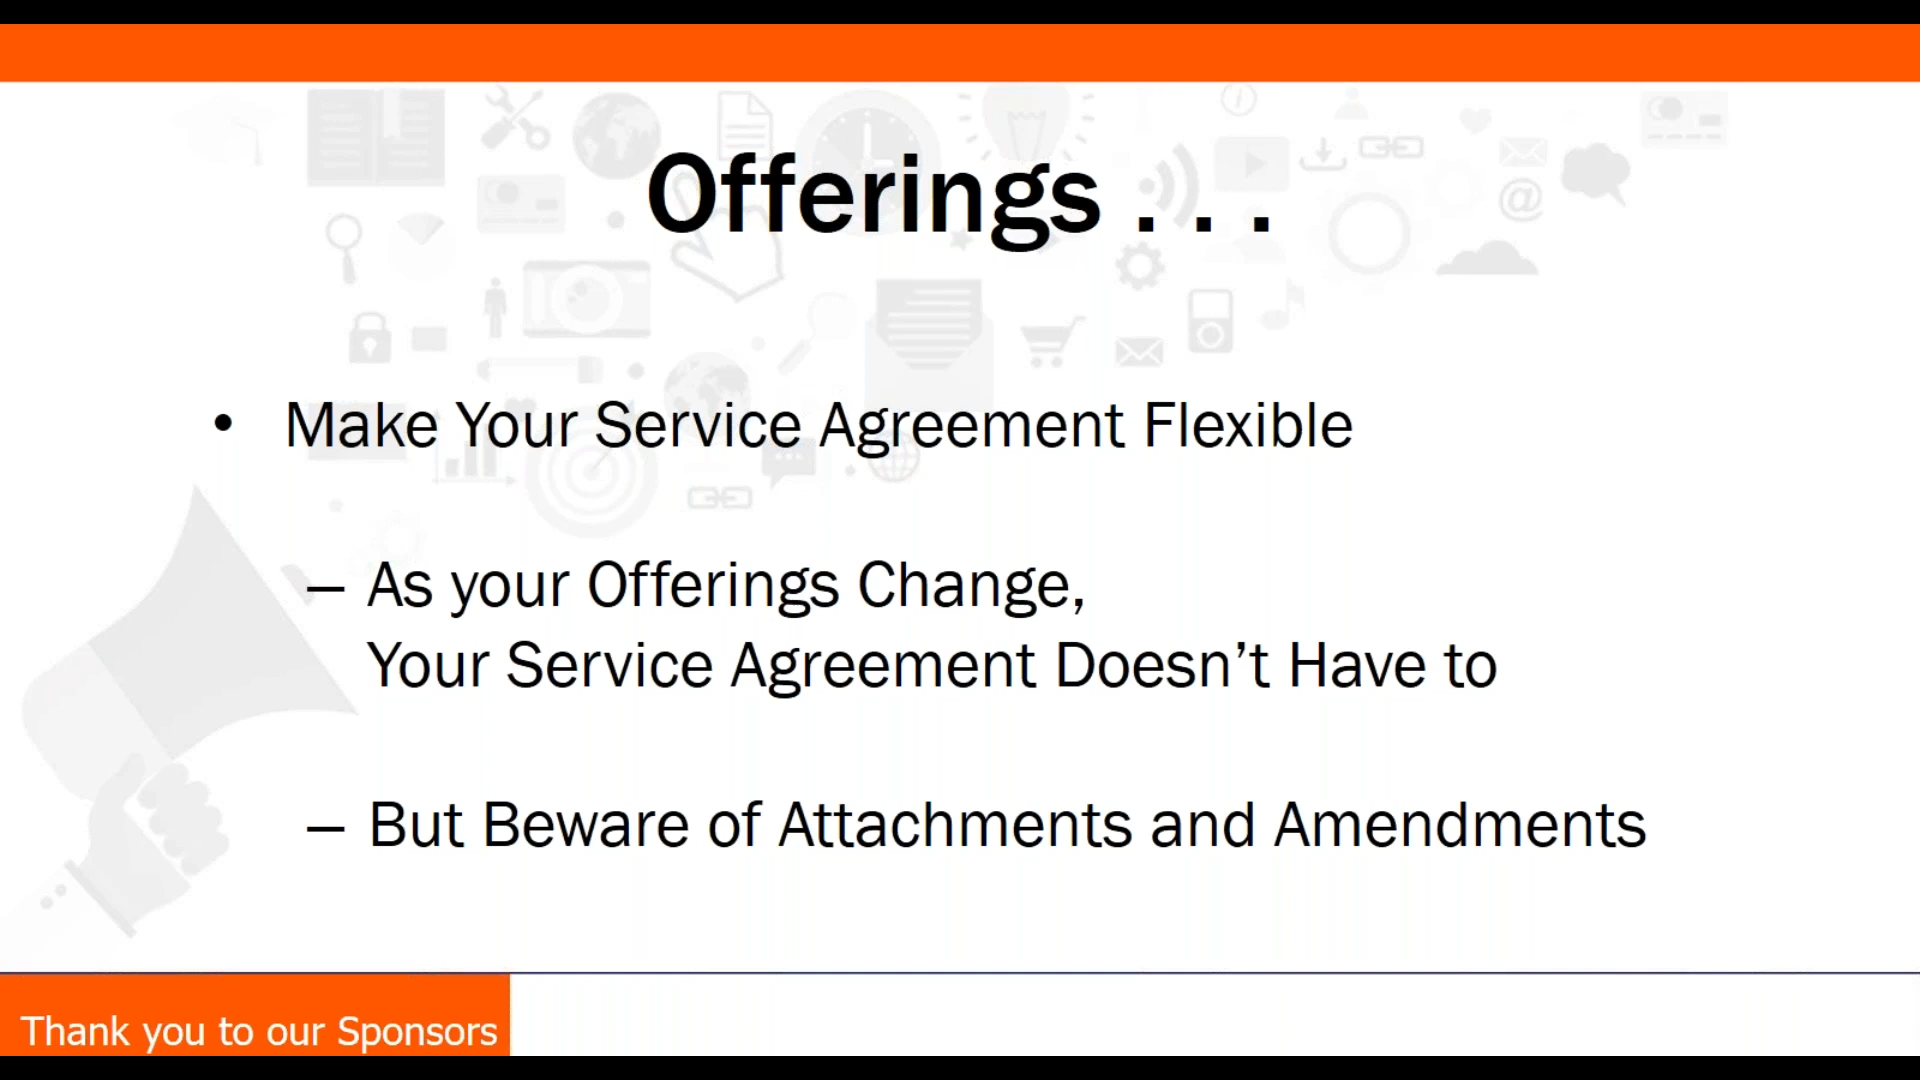 Offerings . . .
• Make Your Service Agreement Flexible
– As your Offerings Change,
Your Service Agreement Doesn’t Have to
– But Beware of Attachments and Amendments
Thank you to our Sponsors